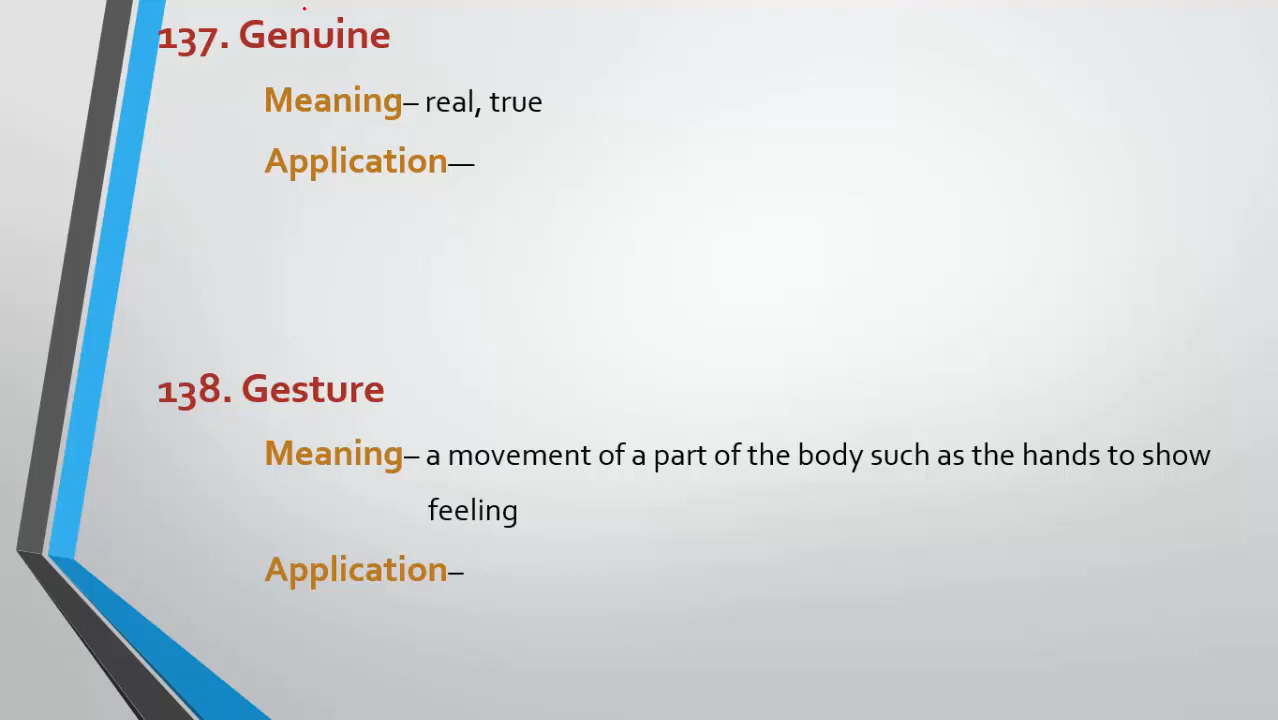 137. Genuine
Meaning– real, true
Application—
138. Gesture
Meaning– a movement of a part of the body such as the hands to show
feeling
Application–